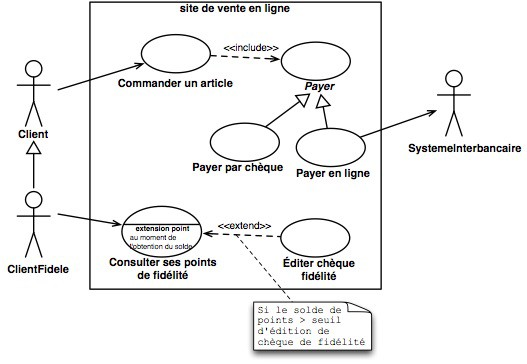 site de vente en ligne
<<include>>
Commander un article
Payer
Client
Payer par chèque
Payer en ligne
SystemeInterbancaire
extension point
au moment de
l'obtention du solde
<<extend>>
ClientFidele
Consulter ses points
de fidélité
Éditer chèque
fidélité
Si le solde de
points > seuil
d'édition de
chèque de fidélité